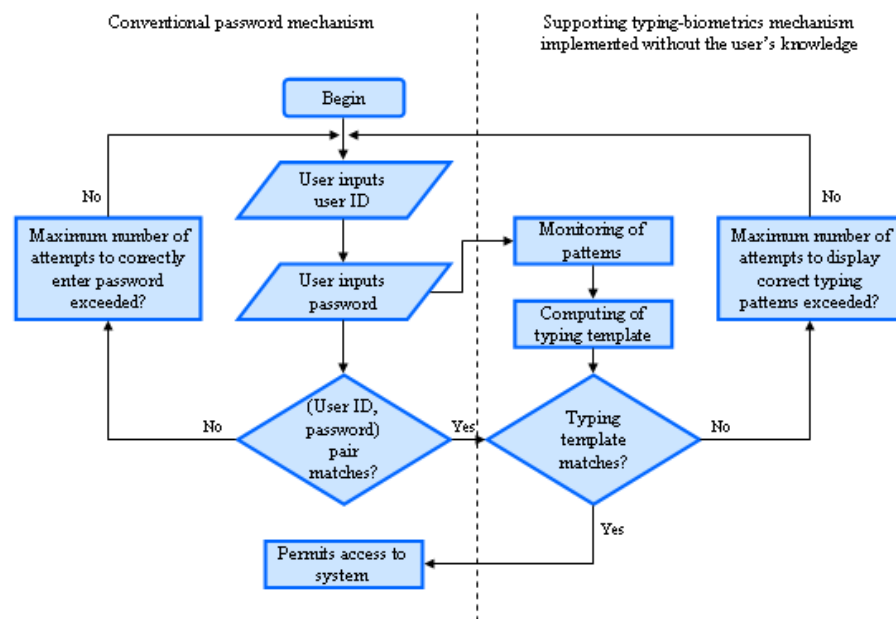 Conventional password mechanism
Supporting typing-biometrics mechanism
implemented without the user's knowledge
Begin
No
No
User inputs
user ID
Maximum number of
attempts to correctly
enter password
exceeded?
Monitoring of
patterns
Maximum number of
attempts to display
correct typing
patterns exceeded?
User inputs
password
Computing of
typing template
(User ID,
password)
pair
matches?
No
Yes
Typing
template
matches?
No
Yes
Permits access to
system